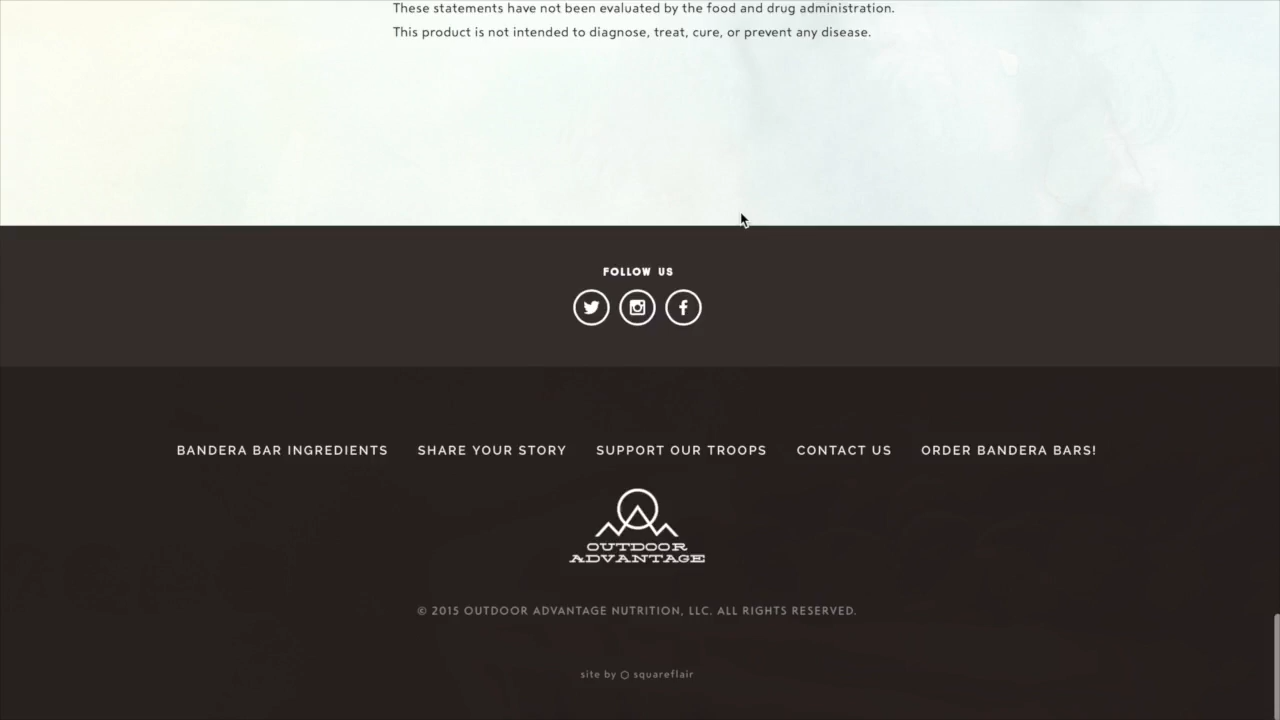 These statements have not been evaluated by the food and drug administration.
This product is not intended to diagnose, treat, cure, or prevent any disease.
FOLLOW US
BANDERA BAR INGREDIENTS SHARE YOUR STORY SUPPORT OUR TROOPS CONTACT US ORDER BANDERA BARS!
OUTDOOR
ADVANTAGE
© 2015 OUTDOOR ADVANTAGE NUTRITION, LLC. ALL RIGHTS RESERVED.
site by squareflair